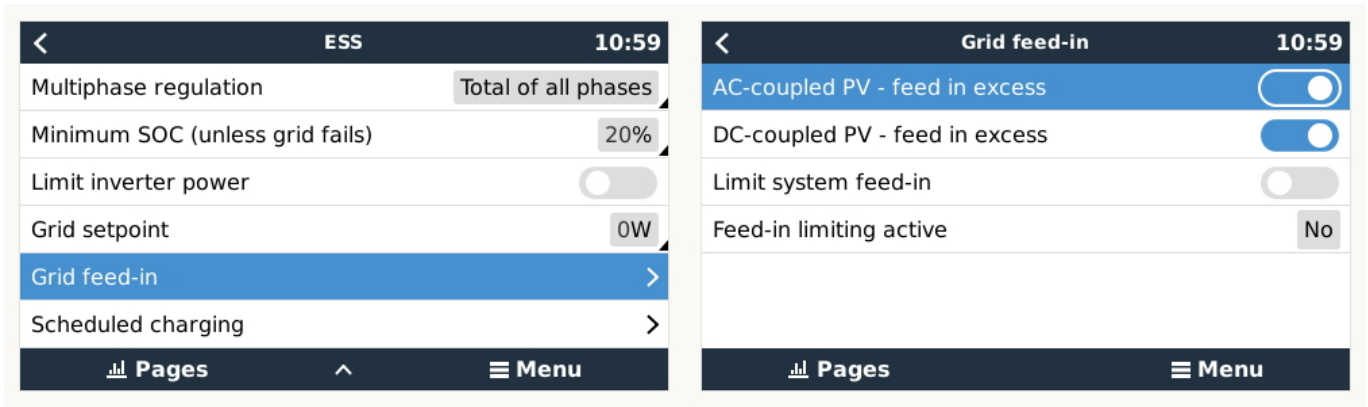 ESS 10:59
Multiphase regulation Total of all phases
Minimum SOC (unless grid fails) 20%
Limit inverter power
Grid setpoint 0W
Grid feed-in
Scheduled charging
Pages Menu
Grid feed-in 10:59
AC-coupled PV - feed in excess
DC-coupled PV - feed in excess
Limit system feed-in
Feed-in limiting active No
Pages Menu